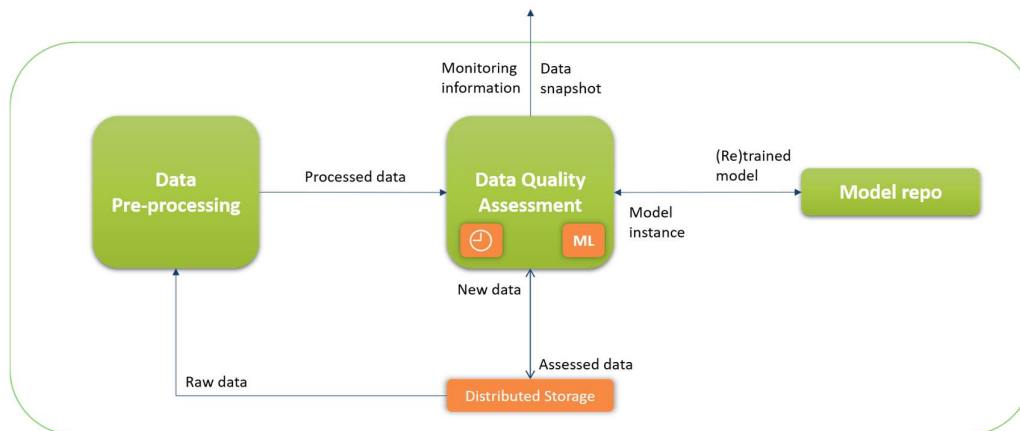 Monitoring
information
Data
snapshot
Data
Pre-processing
Processed data
Data Quality
Assessment
ML
(Re)trained
model
Model
instance
Model repo
New data
Assessed data
Raw data
Distributed Storage